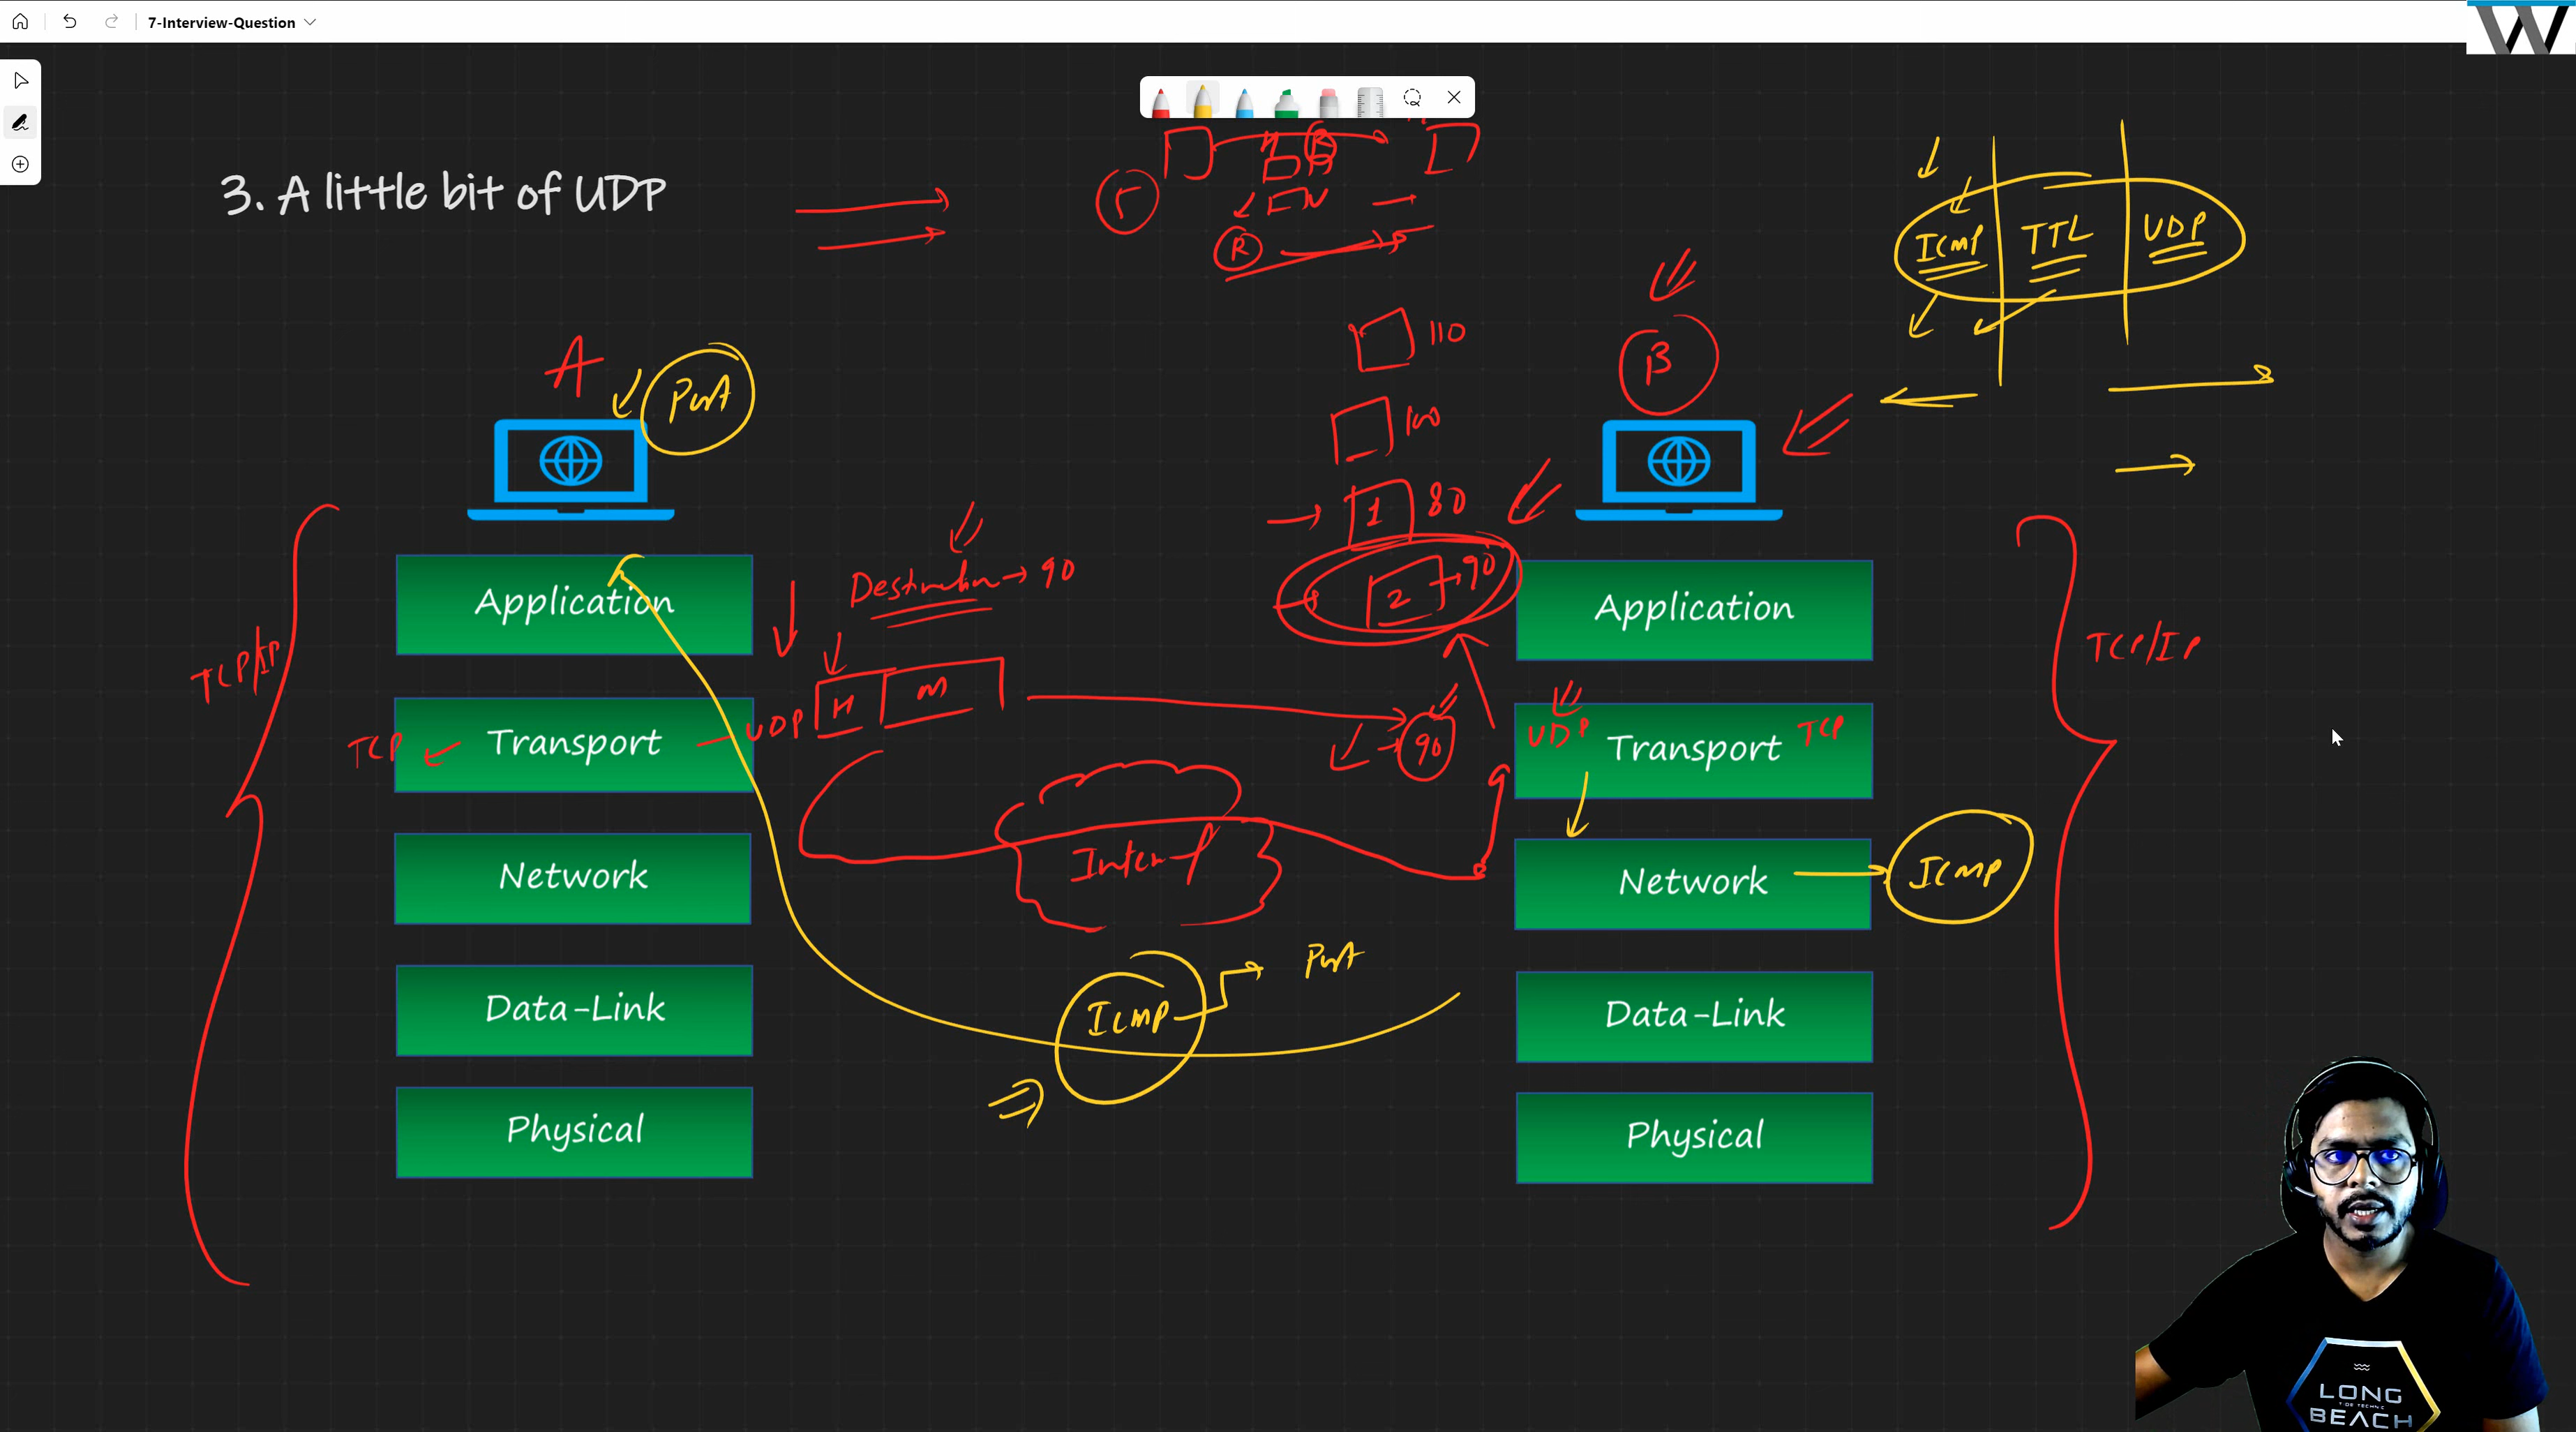 7-Interview-Question
W
3. A little bit of UDP
R
ICMP TTL UDP
A
Port
B
110
100
1 80
2 → 90
Destination → 90
Application
Application
TCP/IP
TCP/IP
H M
UDP
90
TCP
Transport
UDP
Transport
TCP
Network
Network
ICMP
Port
ICMP
Data-Link
Data-Link
Physical
Physical
LONG
BEACH